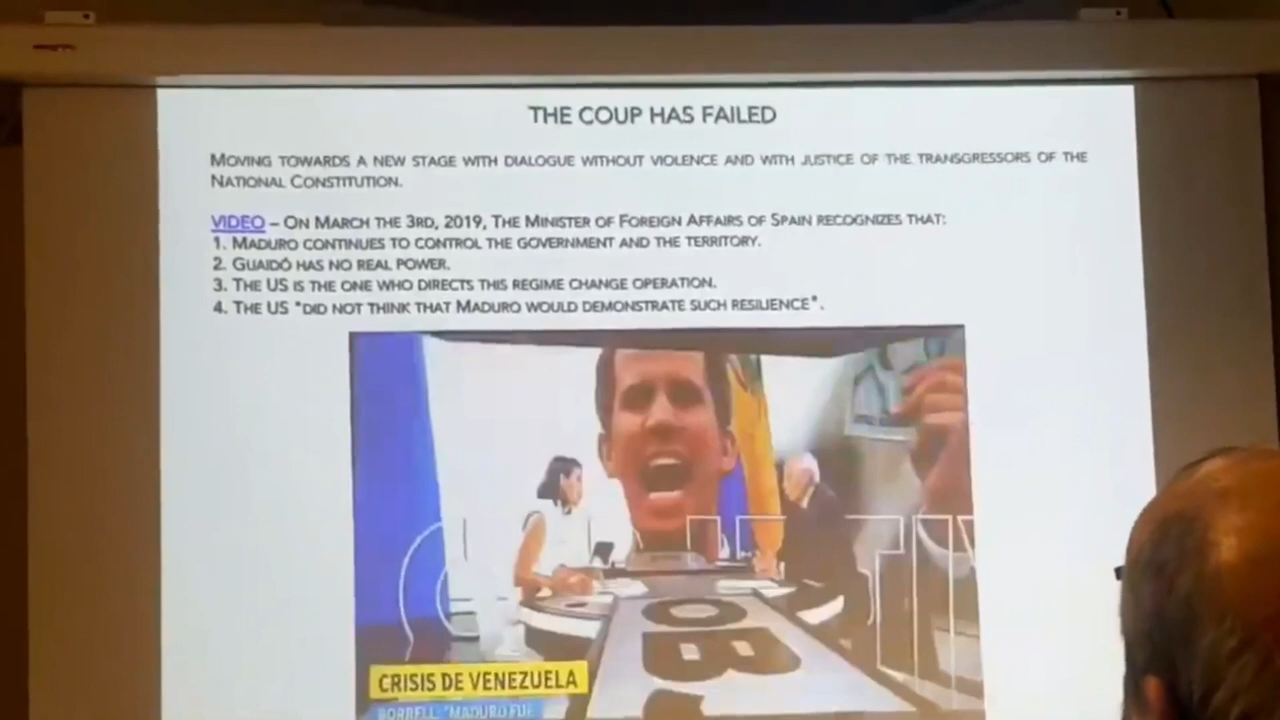 THE COUP HAS FAILED
MOVING TOWARDS A NEW STAGE WITH DIALOGUE WITHOUT VIOLENCE AND WITH JUSTICE OF THE TRANSGRESSORS OF THE
NATIONAL CONSTITUTION.
VIDEO – ON MARCH THE 3RD, 2019, THE MINISTER OF FOREIGN AFFAIRS OF SPAIN RECOGNIZES THAT:
1. MADURO CONTINUES TO CONTROL THE GOVERNMENT AND THE TERRITORY.
2. GUAIDÓ HAS NO REAL POWER.
3. THE US IS THE ONE WHO DIRECTS THIS REGIME CHANGE OPERATION.
4. THE US "DID NOT THINK THAT MADURO WOULD DEMONSTRATE SUCH RESILIENCE".
CRISIS DE VENEZUELA
BORRELL: "MADURO FUE